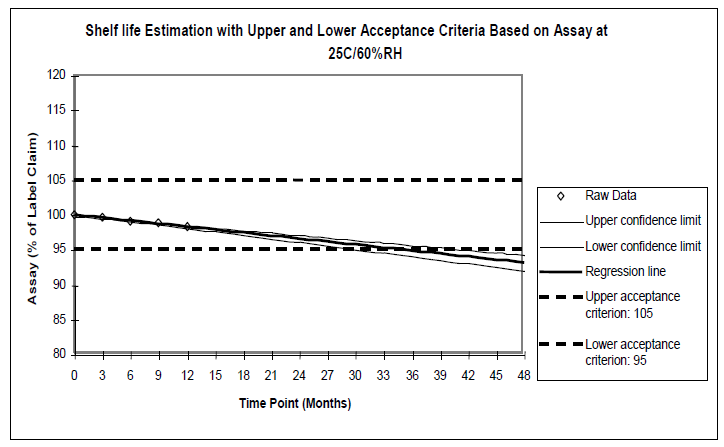 Shelf life Estimation with Upper and Lower Acceptance Criteria Based on Assay at
25C/60%RH
Assay (% of Label Claim)
120
115
110
105
100
95
90
85
80
0 3 6 9 12 15 18 21 24 27 30 33 36 39 42 45 48
Time Point (Months)
Raw Data
Upper confidence limit
Lower confidence limit
Regression line
Upper acceptance
criterion: 105
Lower acceptance
criterion: 95